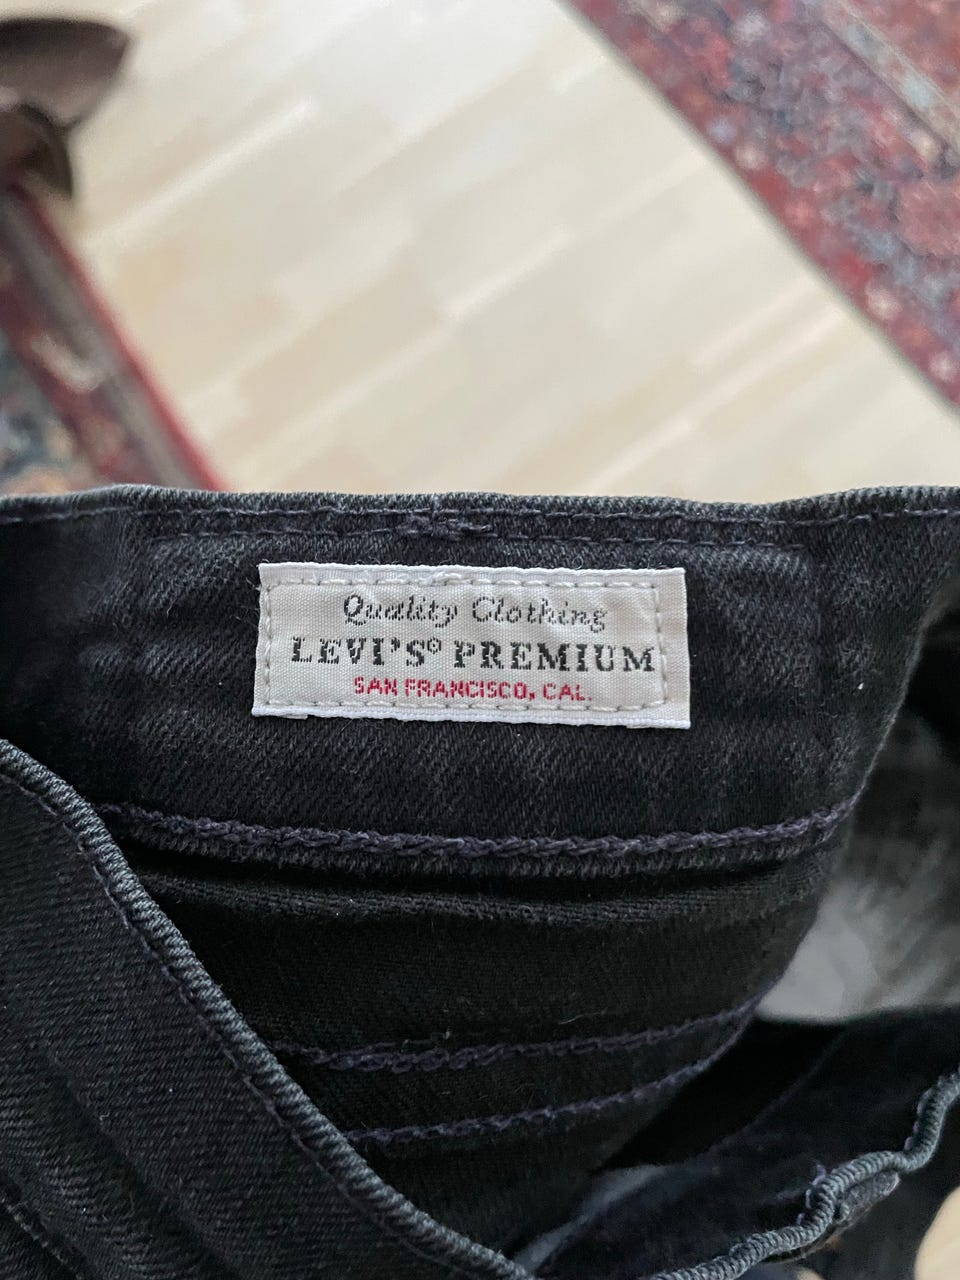 Quality Clothing
LEVI'S® PREMIUM
SAN FRANCISCO, CAL.